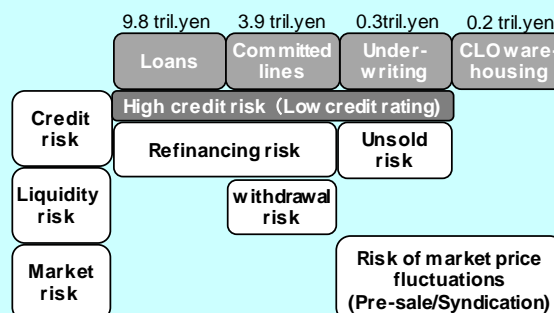 9.8 tril.yen 3.9 tril.yen 0.3tril.yen 0.2 tril.yen
Loans
Committed
lines
Under-
writing
CLO ware-
housing
High credit risk (Low credit rating)
Credit
risk
Refinancing risk
Unsold
risk
Liquidity
risk
withdrawal
risk
Market
risk
Risk of market price
fluctuations
(Pre-sale/Syndication)